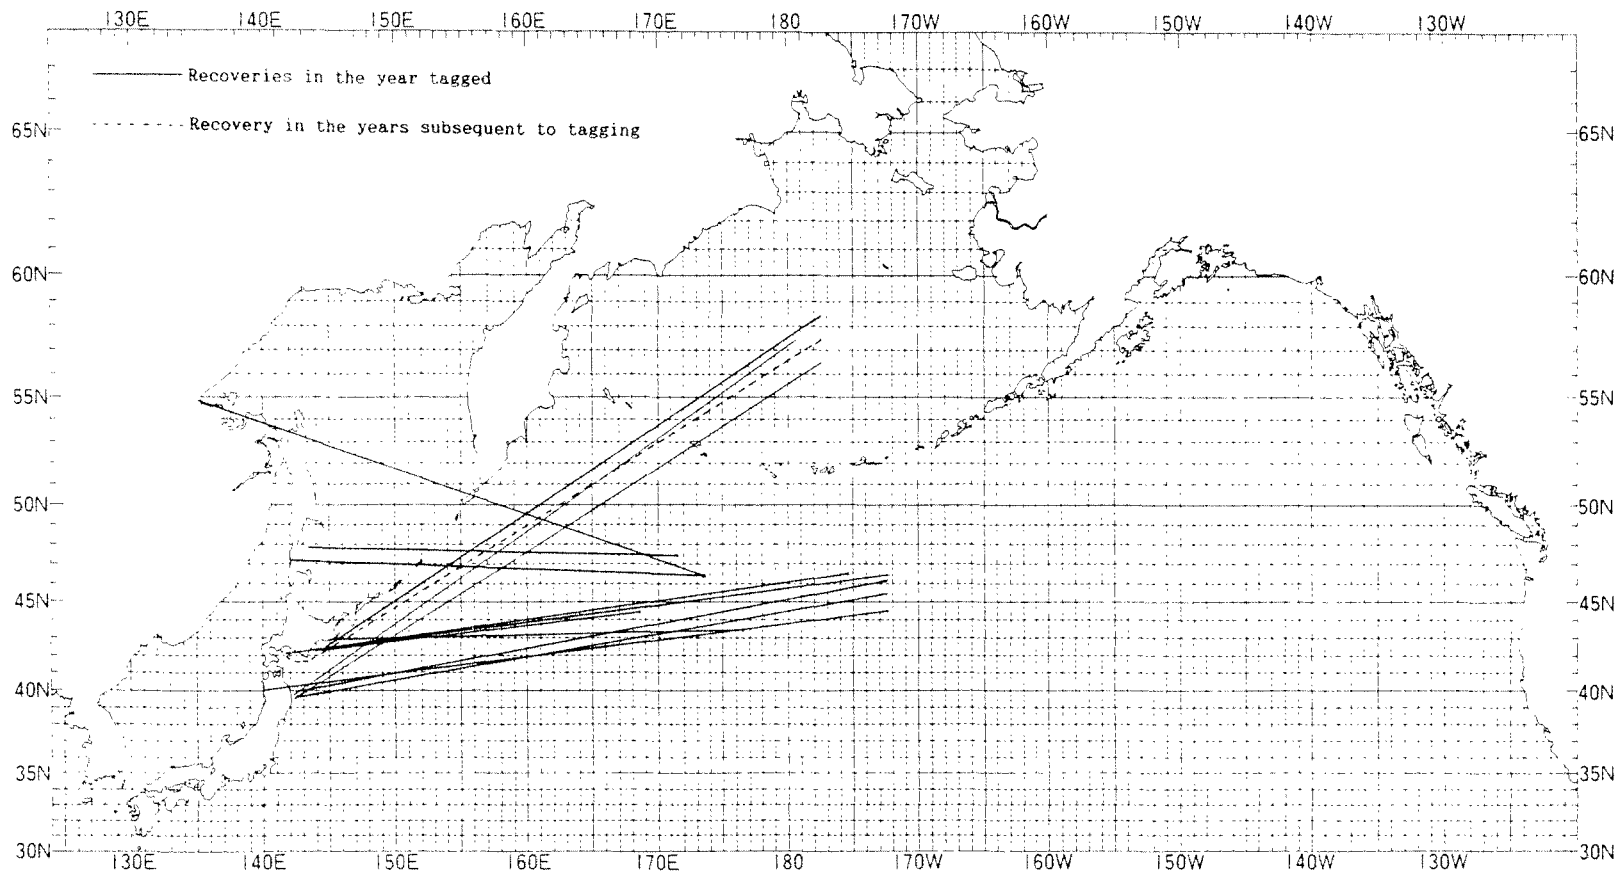 130E 140E 150E 160E 170E 180 170W 160W 150W 140W 130W
Recoveries in the year tagged
Recovery in the years subsequent to tagging
65N 65N
60N 60N
55N 55N
50N 50N
45N 45N
40N 40N
35N 35N
30N 30N
130E 140E 150E 160E 170E 180 170W 160W 150W 140W 130W